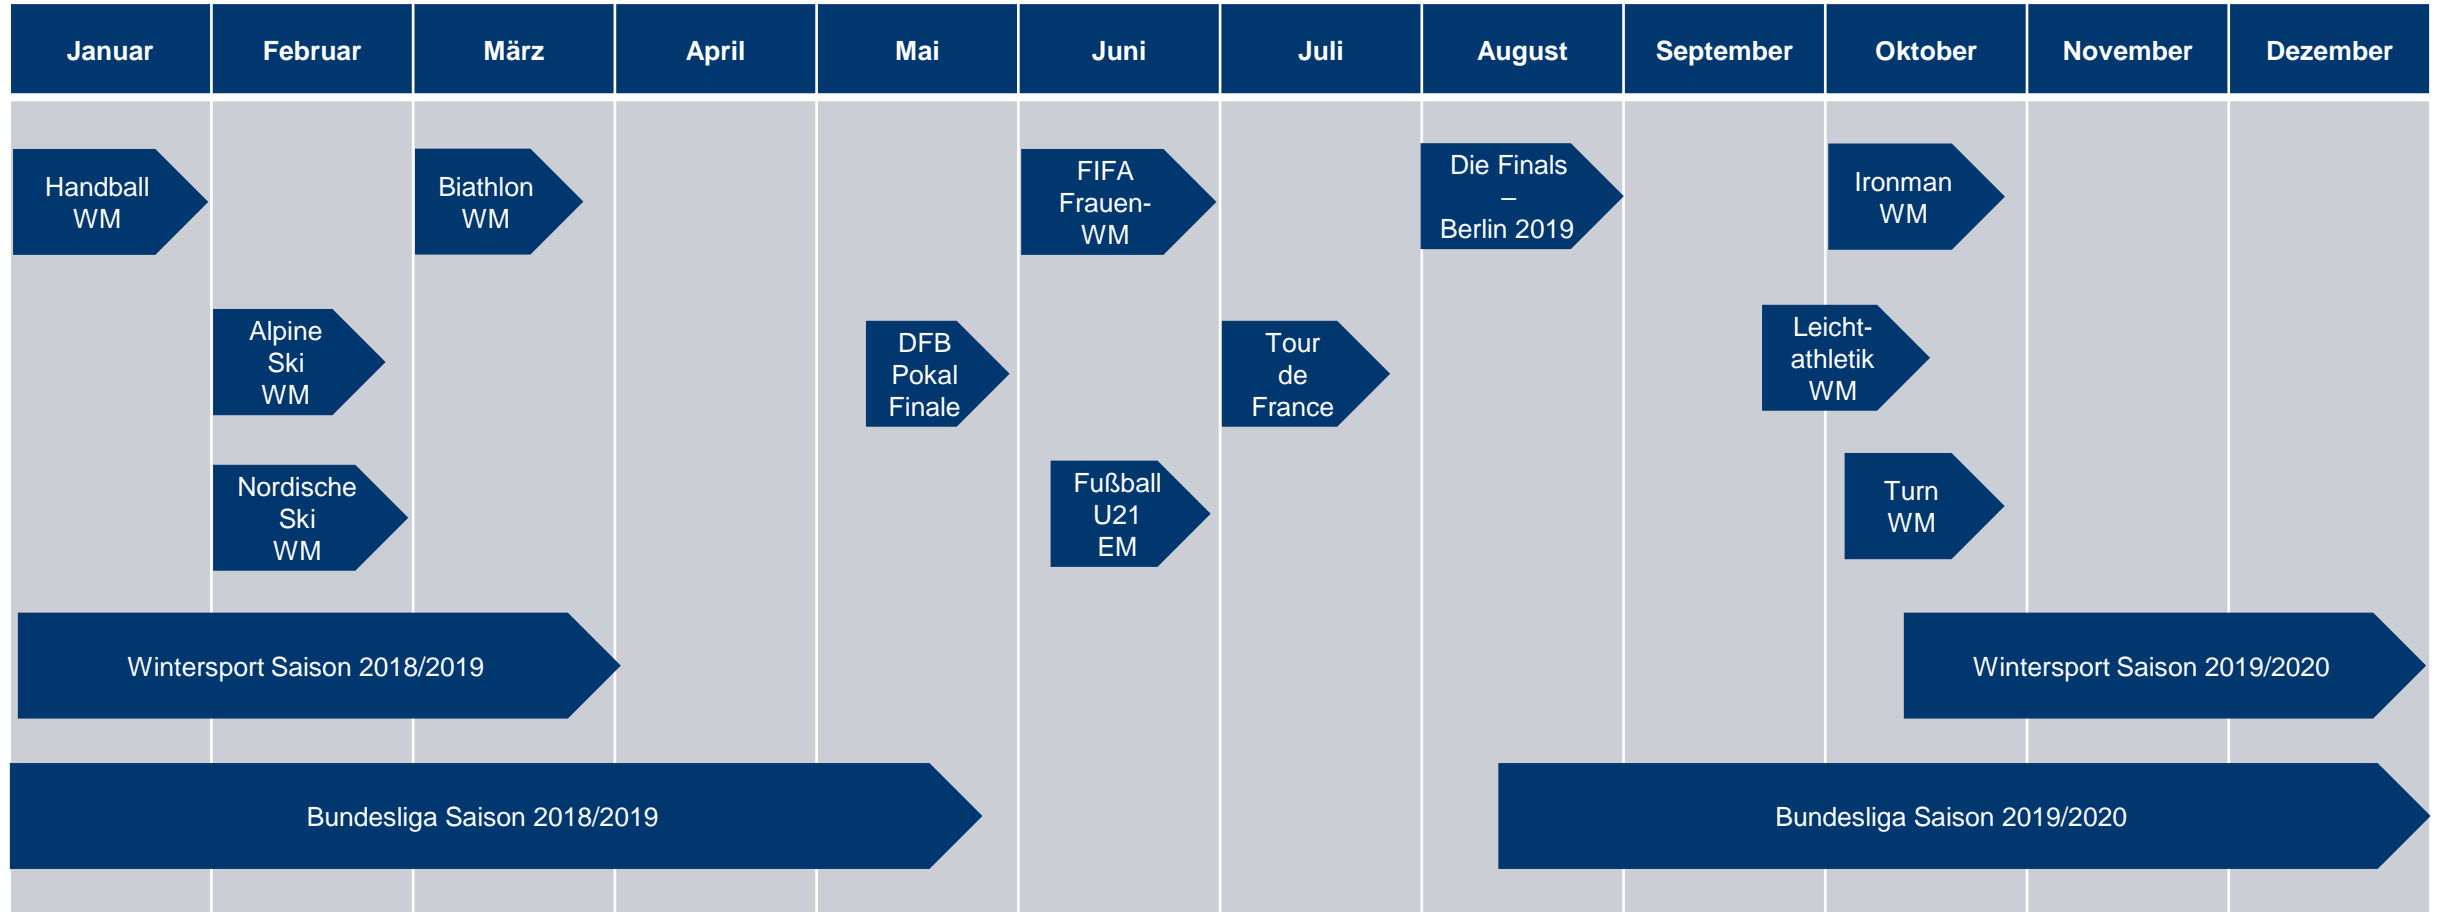 Januar
Februar
März
April
Mai
Juni
Juli
August
September
Oktober
November
Dezember
Handball
WM
Biathlon
WM
FIFA
Frauen-
WM
Die Finals
–
Berlin 2019
Ironman
WM
Alpine
Ski
WM
DFB
Pokal
Finale
Tour
de
France
Leicht-
athletik
WM
Nordische
Ski
WM
Fußball
U21
EM
Turn
WM
Wintersport Saison 2018/2019
Wintersport Saison 2019/2020
Bundesliga Saison 2018/2019
Bundesliga Saison 2019/2020